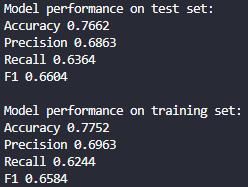 Model performance on test set:
Accuracy 0.7662
Precision 0.6863
Recall 0.6364
F1 0.6604
Model performance on training set:
Accuracy 0.7752
Precision 0.6963
Recall 0.6244
F1 0.6584